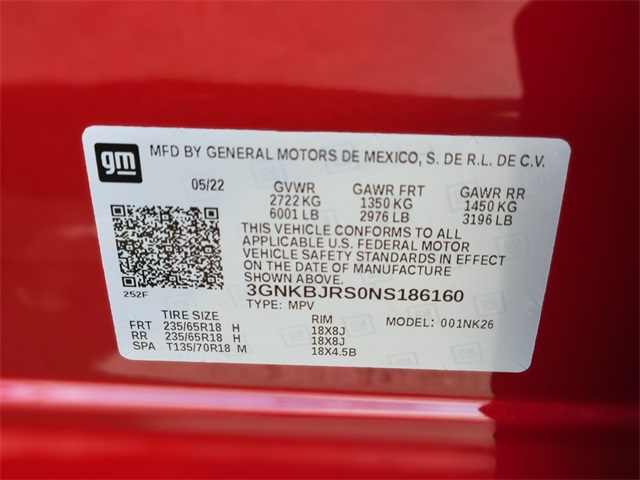 gm MFD BY GENERAL MOTORS DE MEXICO, S. DE R.L. DE C.V.
05/22 GVWR GAWR FRT GAWR RR
2722 KG 1350 KG 1450 KG
6001 LB 2976 LB 3196 LB
THIS VEHICLE CONFORMS TO ALL
APPLICABLE U.S. FEDERAL MOTOR
VEHICLE SAFETY STANDARDS IN EFFECT
ON THE DATE OF MANUFACTURE
SHOWN ABOVE.
252F 3GNKBJRS0NS186160
TYPE: MPV
TIRE SIZE RIM MODEL: 001NK26
FRT 235/65R18 H 18X8J
RR 235/65R18 H 18X8J
SPA T135/70R18 M 18X4.5B